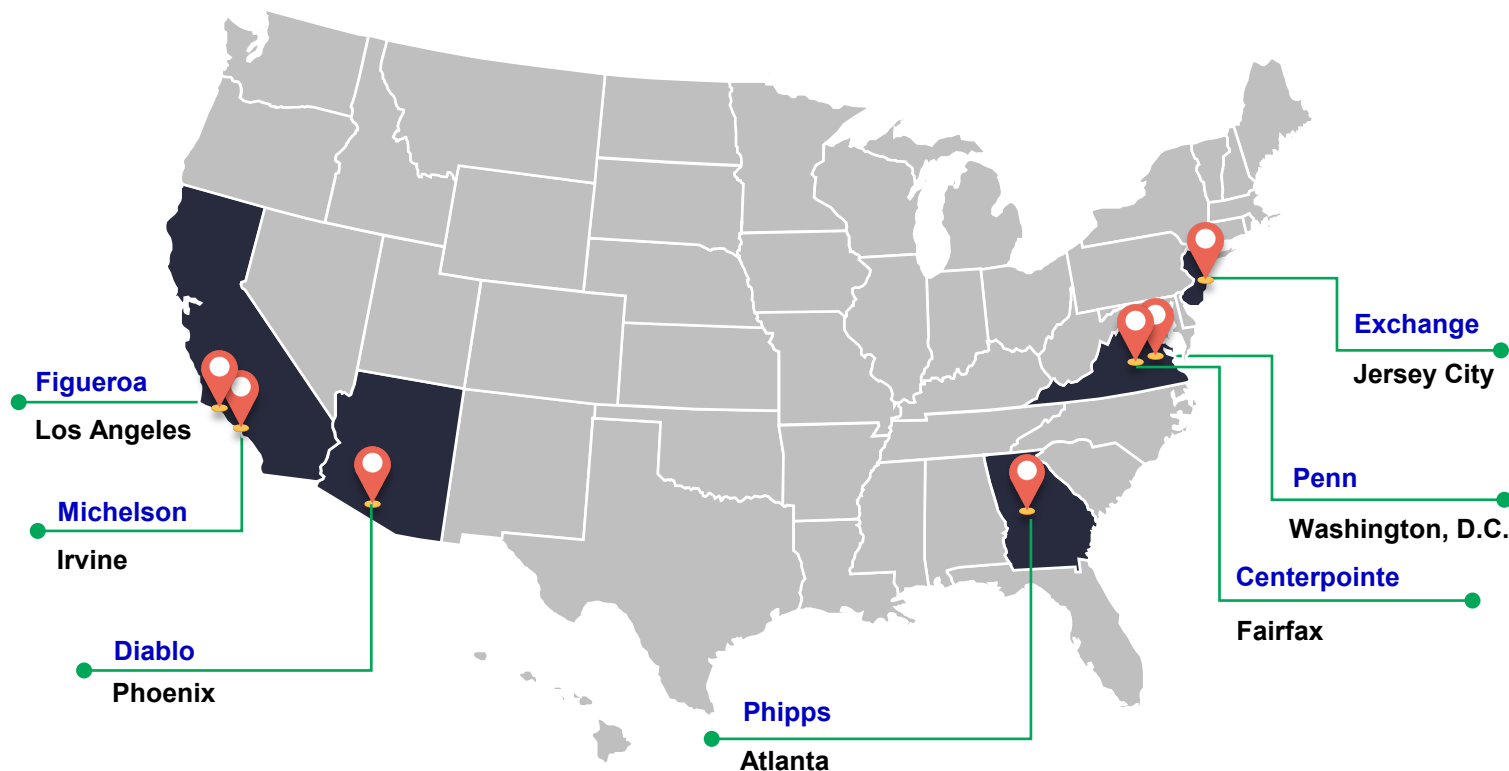 Exchange
Jersey City
Figueroa
Los Angeles
Penn
Washington, D.C.
Michelson
Irvine
Centerpointe
Fairfax
Diablo
Phoenix
Phipps
Atlanta